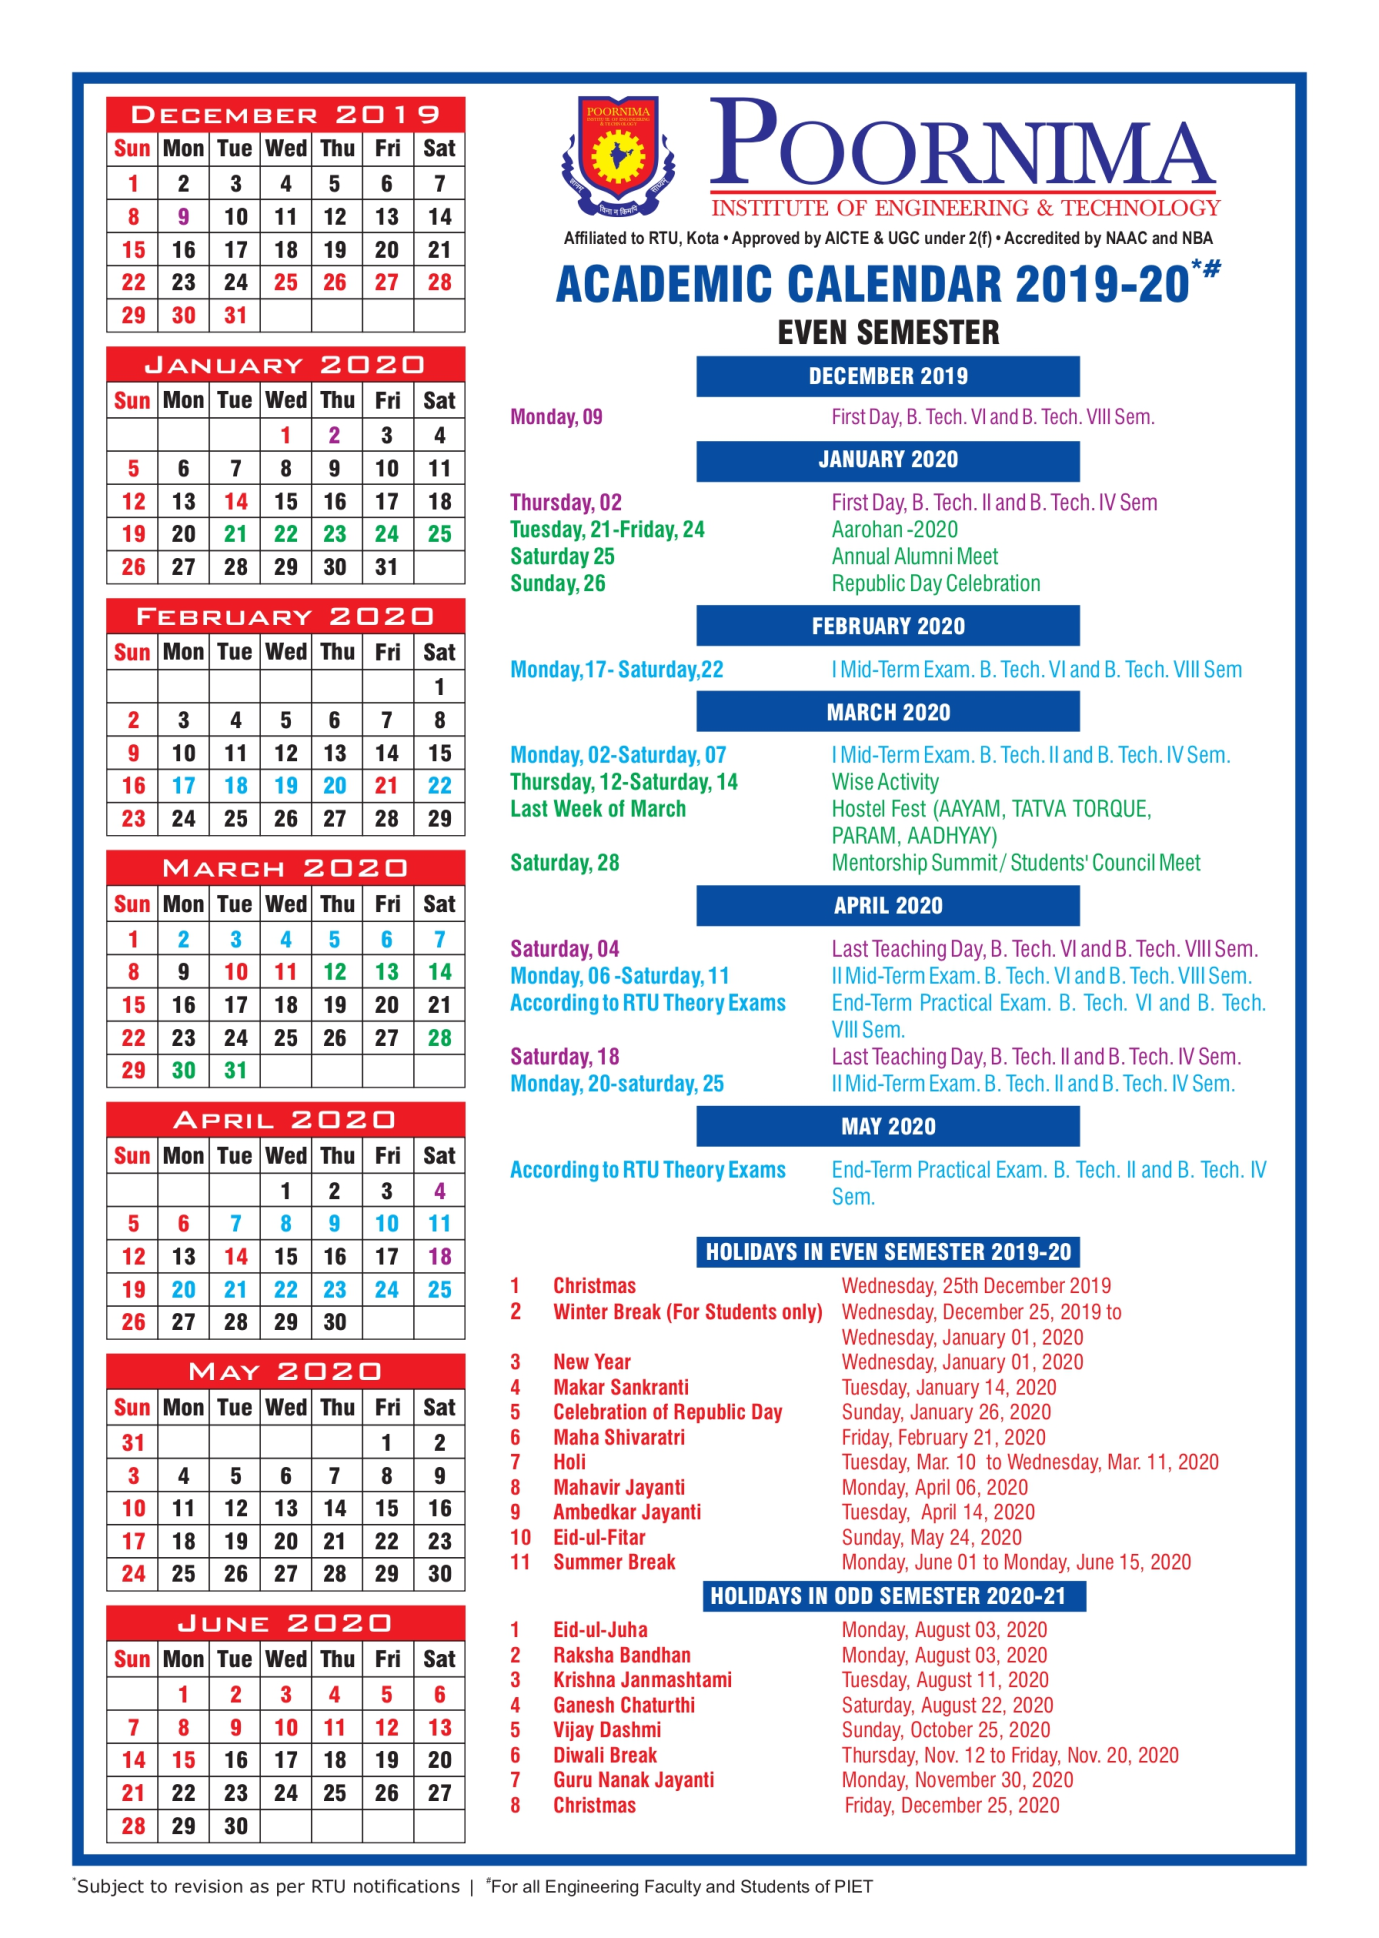 DECEMBER 2019
Sun Mon Tue Wed Thu Fri Sat
1 2 3 4 5 6 7
8 9 10 11 12 13 14
15 16 17 18 19 20 21
22 23 24 25 26 27 28
29 30 31
JANUARY 2020
Sun Mon Tue Wed Thu Fri Sat
1 2 3 4
5 6 7 8 9 10 11
12 13 14 15 16 17 18
19 20 21 22 23 24 25
26 27 28 29 30 31
FEBRUARY 2020
Sun Mon Tue Wed Thu Fri Sat
1
2 3 4 5 6 7 8
9 10 11 12 13 14 15
16 17 18 19 20 21 22
23 24 25 26 27 28 29
MARCH 2020
Sun Mon Tue Wed Thu Fri Sat
1 2 3 4 5 6 7
8 9 10 11 12 13 14
15 16 17 18 19 20 21
22 23 24 25 26 27 28
29 30 31
APRIL 2020
Sun Mon Tue Wed Thu Fri Sat
1 2 3 4
5 6 7 8 9 10 11
12 13 14 15 16 17 18
19 20 21 22 23 24 25
26 27 28 29 30
MAY 2020
Sun Mon Tue Wed Thu Fri Sat
31 1 2
3 4 5 6 7 8 9
10 11 12 13 14 15 16
17 18 19 20 21 22 23
24 25 26 27 28 29 30
JUNE 2020
Sun Mon Tue Wed Thu Fri Sat
1 2 3 4 5 6
7 8 9 10 11 12 13
14 15 16 17 18 19 20
21 22 23 24 25 26 27
28 29 30
POORNIMA
INSTITUTE OF ENGINEERING
& TECHNOLOGY
POORNIMA
INSTITUTE OF ENGINEERING & TECHNOLOGY
Affiliated to RTU, Kota • Approved by AICTE & UGC under 2(f) • Accredited by NAAC and NBA
ACADEMIC CALENDAR 2019-20*#
EVEN SEMESTER
DECEMBER 2019
Monday, 09 First Day, B. Tech. VI and B. Tech. VIII Sem.
JANUARY 2020
Thursday, 02 First Day, B. Tech. II and B. Tech. IV Sem
Tuesday, 21-Friday, 24 Aarohan -2020
Saturday 25 Annual Alumni Meet
Sunday, 26 Republic Day Celebration
FEBRUARY 2020
Monday,17- Saturday,22 I Mid-Term Exam. B. Tech. VI and B. Tech. VIII Sem
MARCH 2020
Monday, 02-Saturday, 07 I Mid-Term Exam. B. Tech. II and B. Tech. IV Sem.
Thursday, 12-Saturday, 14 Wise Activity
Last Week of March Hostel Fest (AAYAM, TATVA TORQUE,
PARAM, AADHYAY)
Saturday, 28 Mentorship Summit/ Students' Council Meet
APRIL 2020
Saturday, 04 Last Teaching Day, B. Tech. VI and B. Tech. VIII Sem.
Monday, 06 -Saturday, 11 II Mid-Term Exam. B. Tech. VI and B. Tech. VIII Sem.
According to RTU Theory Exams End-Term Practical Exam. B. Tech. VI and B. Tech.
VIII Sem.
Saturday, 18 Last Teaching Day, B. Tech. II and B. Tech. IV Sem.
Monday, 20-saturday, 25 II Mid-Term Exam. B. Tech. II and B. Tech. IV Sem.
MAY 2020
According to RTU Theory Exams End-Term Practical Exam. B. Tech. II and B. Tech. IV
Sem.
HOLIDAYS IN EVEN SEMESTER 2019-20
1 Christmas Wednesday, 25th December 2019
2 Winter Break (For Students only) Wednesday, December 25, 2019 to
Wednesday, January 01, 2020
3 New Year Wednesday, January 01, 2020
4 Makar Sankranti Tuesday, January 14, 2020
5 Celebration of Republic Day Sunday, January 26, 2020
6 Maha Shivaratri Friday, February 21, 2020
7 Holi Tuesday, Mar. 10 to Wednesday, Mar. 11, 2020
8 Mahavir Jayanti Monday, April 06, 2020
9 Ambedkar Jayanti Tuesday, April 14, 2020
10 Eid-ul-Fitar Sunday, May 24, 2020
11 Summer Break Monday, June 01 to Monday, June 15, 2020
HOLIDAYS IN ODD SEMESTER 2020-21
1 Eid-ul-Juha Monday, August 03, 2020
2 Raksha Bandhan Monday, August 03, 2020
3 Krishna Janmashtami Tuesday, August 11, 2020
4 Ganesh Chaturthi Saturday, August 22, 2020
5 Vijay Dashmi Sunday, October 25, 2020
6 Diwali Break Thursday, Nov. 12 to Friday, Nov. 20, 2020
7 Guru Nanak Jayanti Monday, November 30, 2020
8 Christmas Friday, December 25, 2020
*Subject to revision as per RTU notifications | #For all Engineering Faculty and Students of PIET